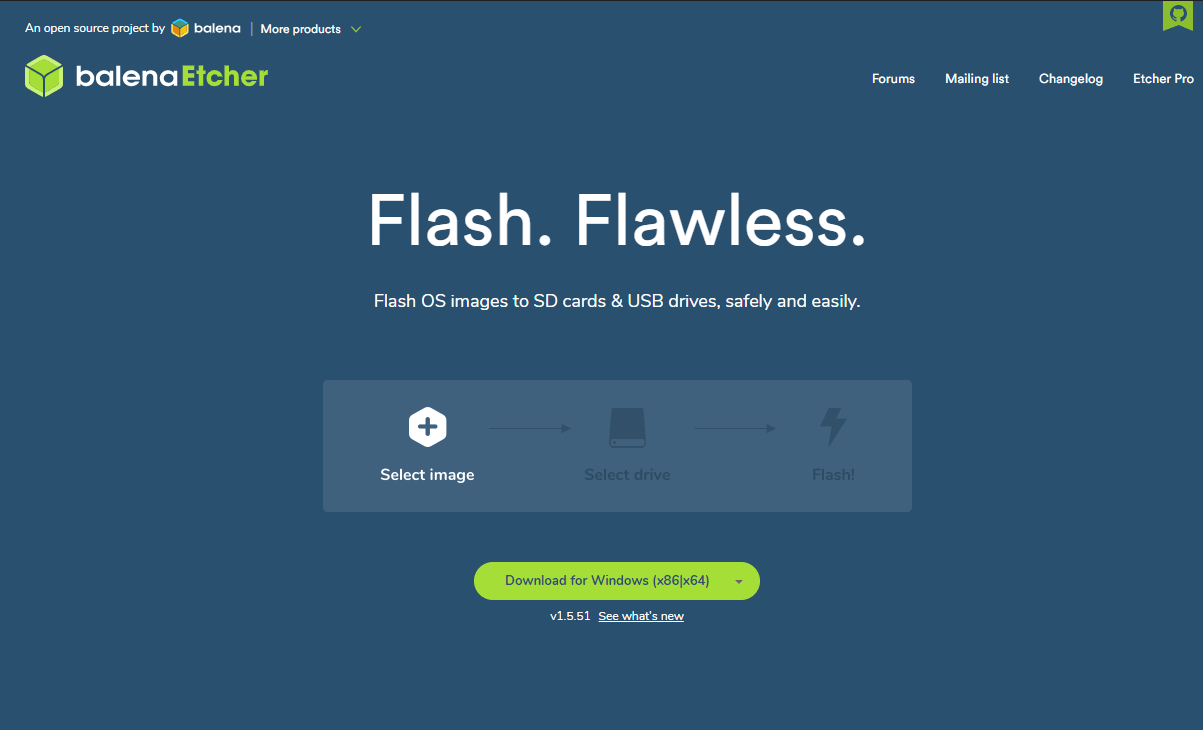 An open source project by balena | More products
balenaEtcher
Forums Mailing list Changelog Etcher Pro
Flash. Flawless.
Flash OS images to SD cards & USB drives, safely and easily.
Select image Select drive Flash!
Download for Windows (x86|x64)
v1.5.51 See what's new